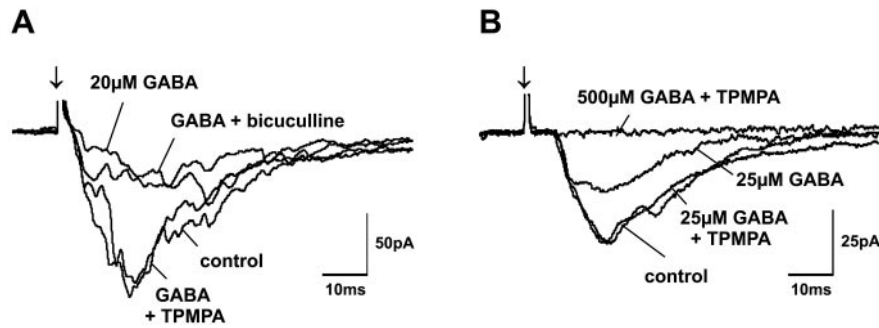 A
20µM GABA
GABA + bicuculline
control
GABA
+ TPMPA
50pA
10ms
B
500µM GABA + TPMPA
25µM GABA
25µM GABA
+ TPMPA
control
25pA
10ms